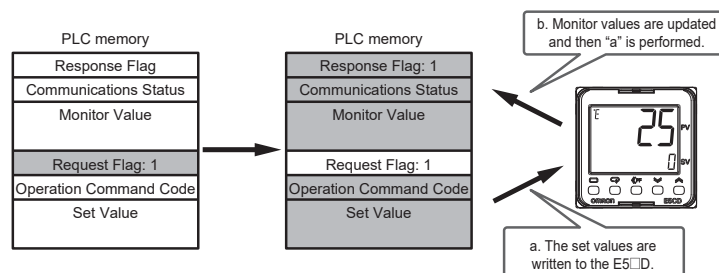 PLC memory
Response Flag
Communications Status
Monitor Value
Request Flag: 1
Operation Command Code
Set Value
PLC memory
Response Flag: 1
Communications Status
Monitor Value
Request Flag: 1
Operation Command Code
Set Value
b. Monitor values are updated
and then “a” is performed.
25
PV
0
SV
OMRON E5CD
a. The set values are
written to the E5□D.